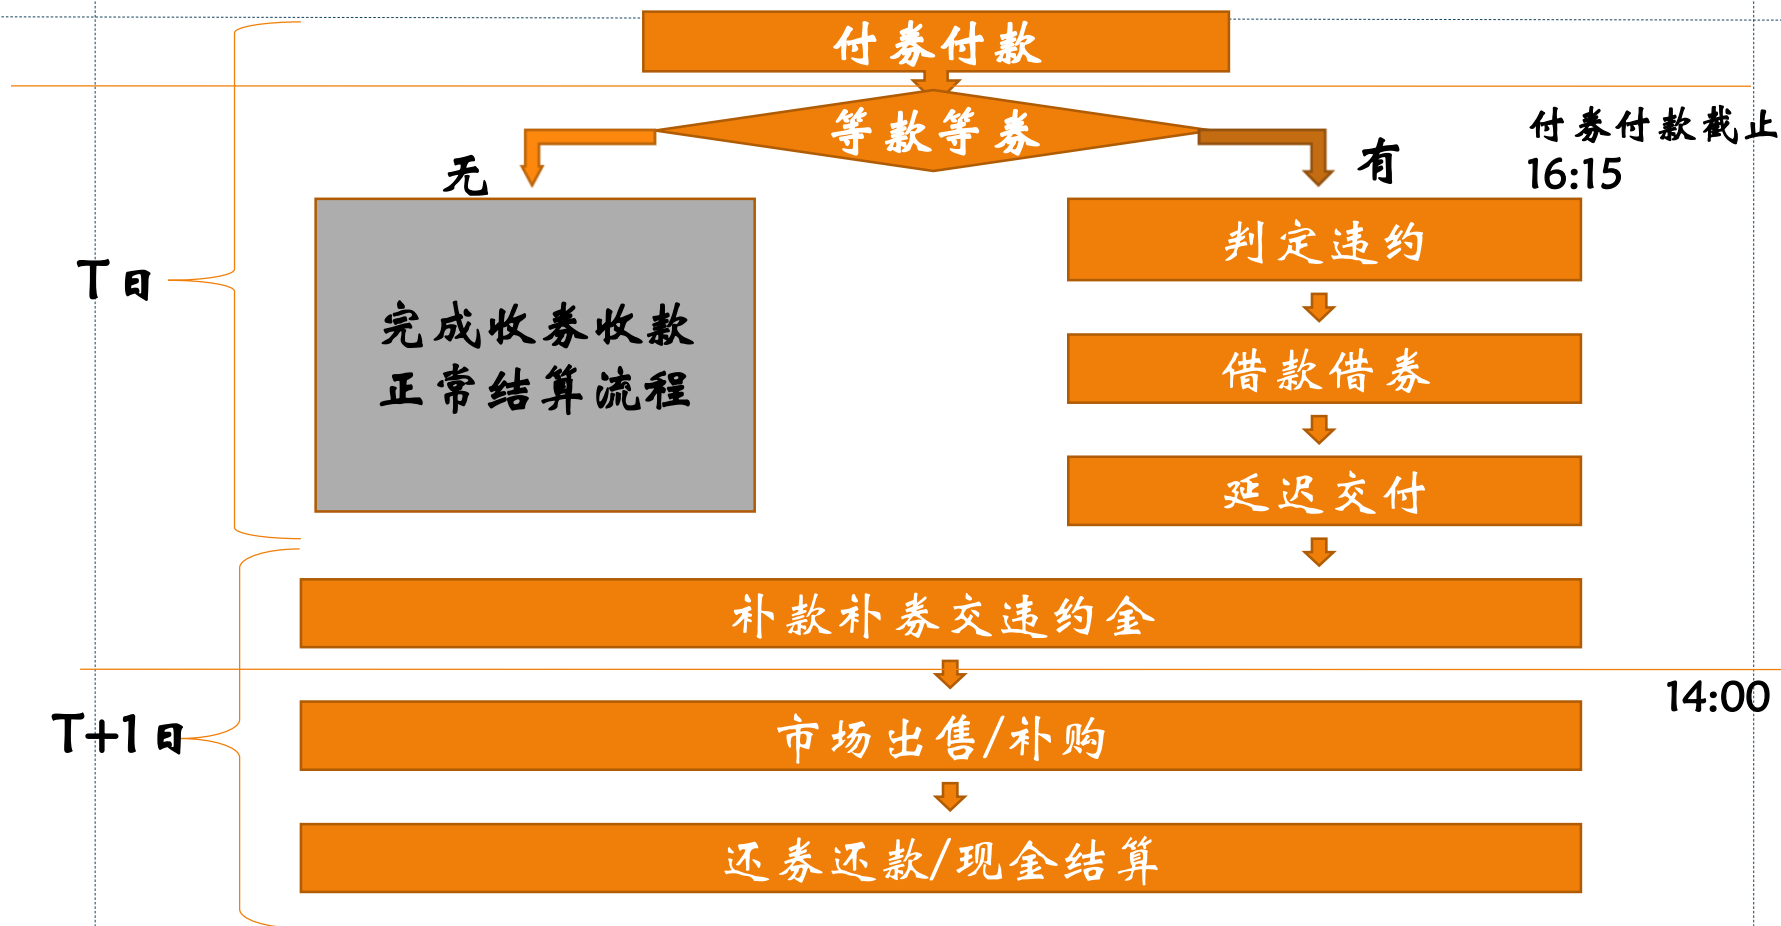 付券付款
等款等券
付券付款截止
16:15
无
有
判定违约
T日
完成收券收款
正常结算流程
借款借券
延迟交付
补款补券交违约金
14:00
T+1日
市场出售/补购
还券还款/现金结算